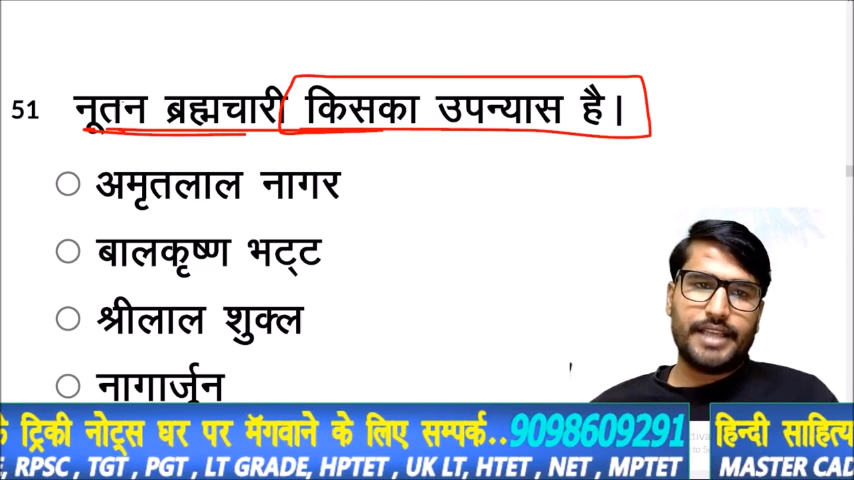 51 नूतन ब्रह्मचारी किसका उपन्यास है।
अमृतलाल नागर
बालकृष्ण भट्ट
श्रीलाल शुक्ल
नागार्जुन
ट्रिकी नोट्स घर पर मॅगवाने के लिए सम्पर्क..9098609291 हिन्दी साहित्य
RPSC, TGT , PGT , LT GRADE, HPTET , UK LT, HTET , NET , MPTET MASTER CAD